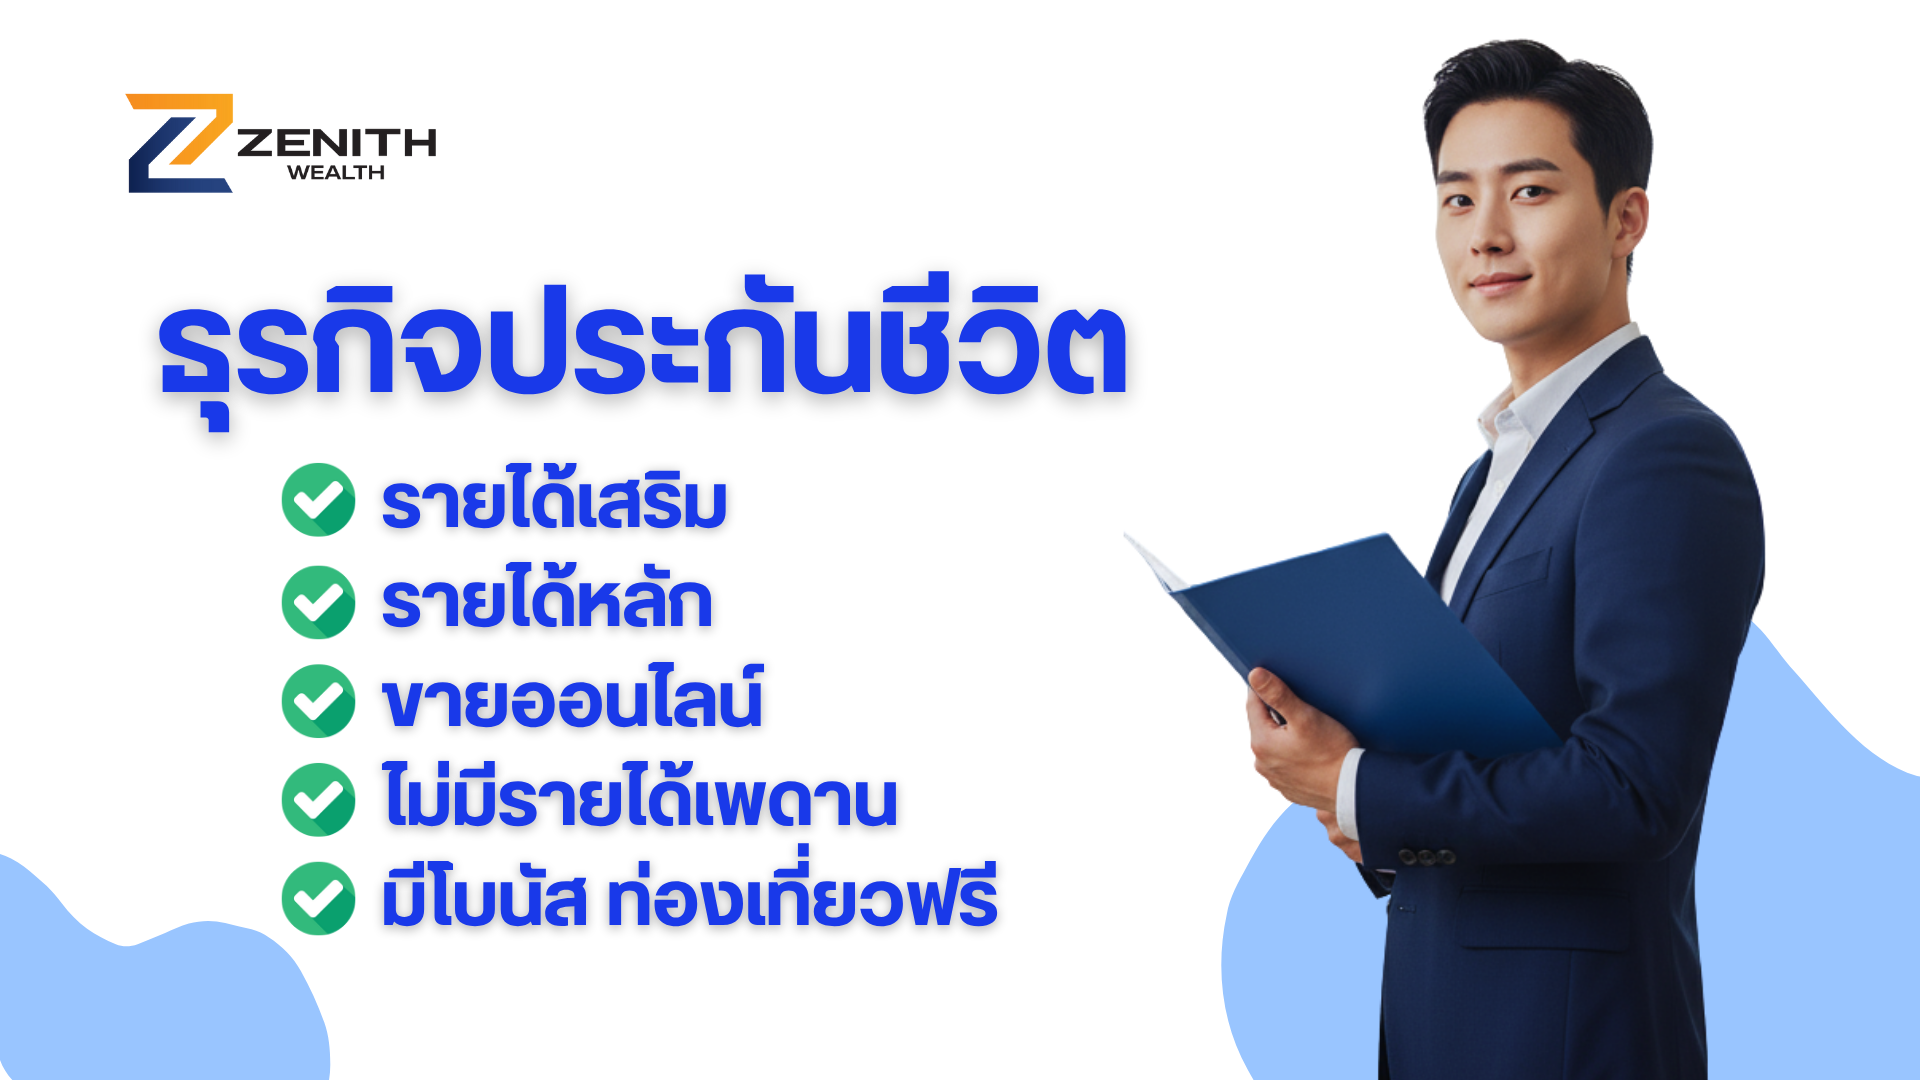 ZENITH
WEALTH
ธุรกิจประกันชีวิต
รายได้เสริม
รายได้หลัก
ขายออนไลน์
ไม่มีรายได้เพดาน
มีโบนัส ท่องเที่ยวฟรี